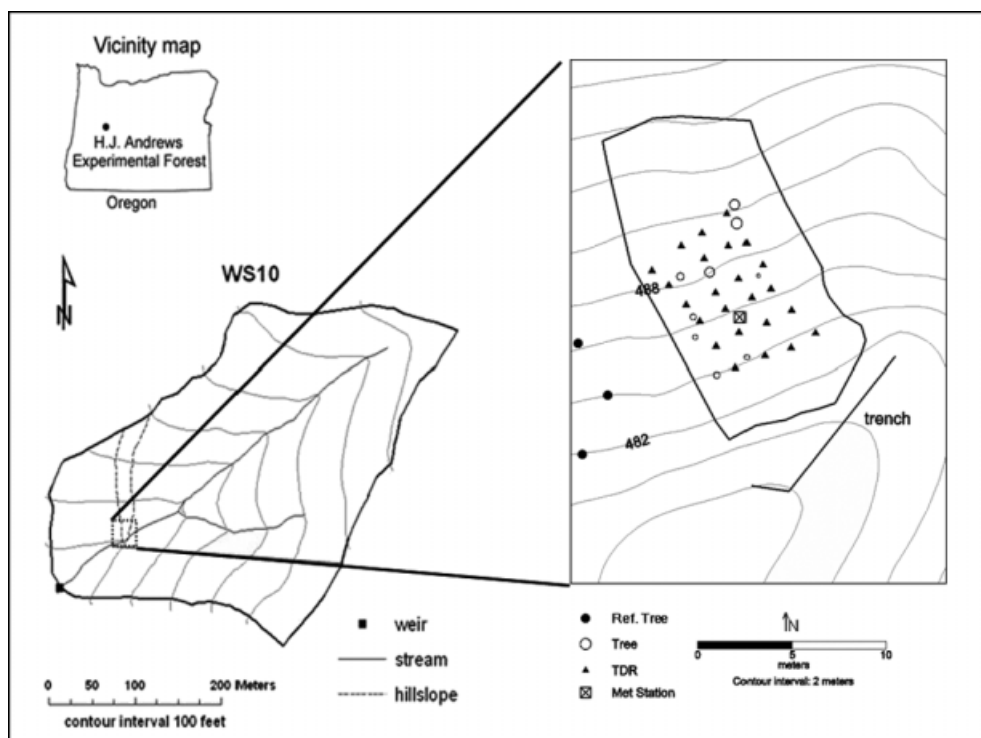 Vicinity map
H.J. Andrews
Experimental Forest
Oregon
N
WS10
488
482
trench
weir
stream
hillslope
0 50 100 200 Meters
contour interval 100 feet
Ref. Tree
Tree
TDR
Met Station
N
0 5 10
meters
Contour interval: 2 meters